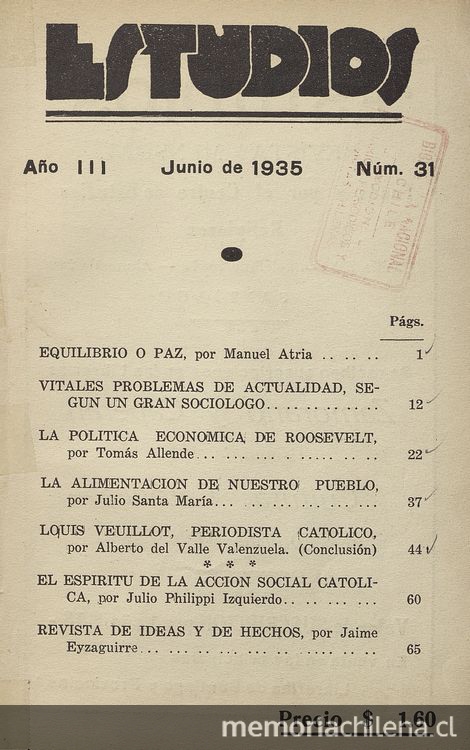 ESTUDIOS
Año III Junio de 1935 Núm. 31
Págs.
EQUILIBRIO O PAZ, por Manuel Atria .. .. .. 1
VITALES PROBLEMAS DE ACTUALIDAD, SE-
GUN UN GRAN SOCIOLOGO.. .. .. .. .. .. .. 12
LA POLITICA ECONOMICA DE ROOSEVELT,
por Tomás Allende... ... ... ... ... ... ... 22
LA ALIMENTACION DE NUESTRO PUEBLO,
por Julio Santa María... ... ... ... ... ... 37
LOUIS VEUILLOT, PERIODISTA CATOLICO,
por Alberto del Valle Valenzuela. (Conclusión) 44
* * *
EL ESPIRITU DE LA ACCION SOCIAL CATOLI-
CA, por Julio Philippi Izquierdo.. .. ... ... 60
REVISTA DE IDEAS Y DE HECHOS, por Jaime
Eyzaguirre... ... .. ... .. ... ... .. ... ... 65
Precio $ 1.60
memoriachilena.cl
NACIONAL
CHILE